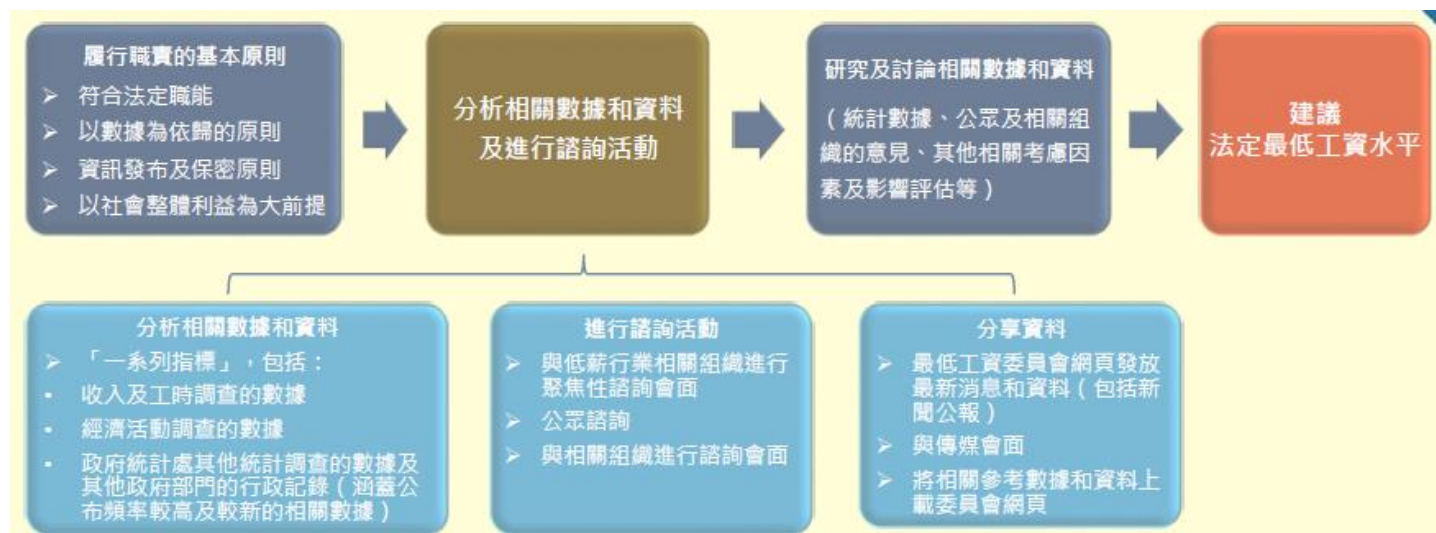 履行職責的基本原則
➢ 符合法定職能
➢ 以數據為依歸的原則
➢ 資訊發布及保密原則
➢ 以社會整體利益為大前提
分析相關數據和資料
及進行諮詢活動
研究及討論相關數據和資料
（統計數據、公眾及相關組
織的意見、其他相關考慮因
素及影響評估等）
建議
法定最低工資水平
分析相關數據和資料
➢ 「一系列指標」，包括：
• 收入及工時調查的數據
• 經濟活動調查的數據
• 政府統計處其他統計調查的數據及
其他政府部門的行政記錄（涵蓋公
布頻率較高及較新的相關數據）
進行諮詢活動
➢ 與低薪行業相關組織進行
聚焦性諮詢會面
➢ 公眾諮詢
➢ 與相關組織進行諮詢會面
分享資料
➢ 最低工資委員會網頁發放
最新消息和資料（包括新
聞公報）
➢ 與傳媒會面
➢ 將相關參考數據和資料上
載委員會網頁